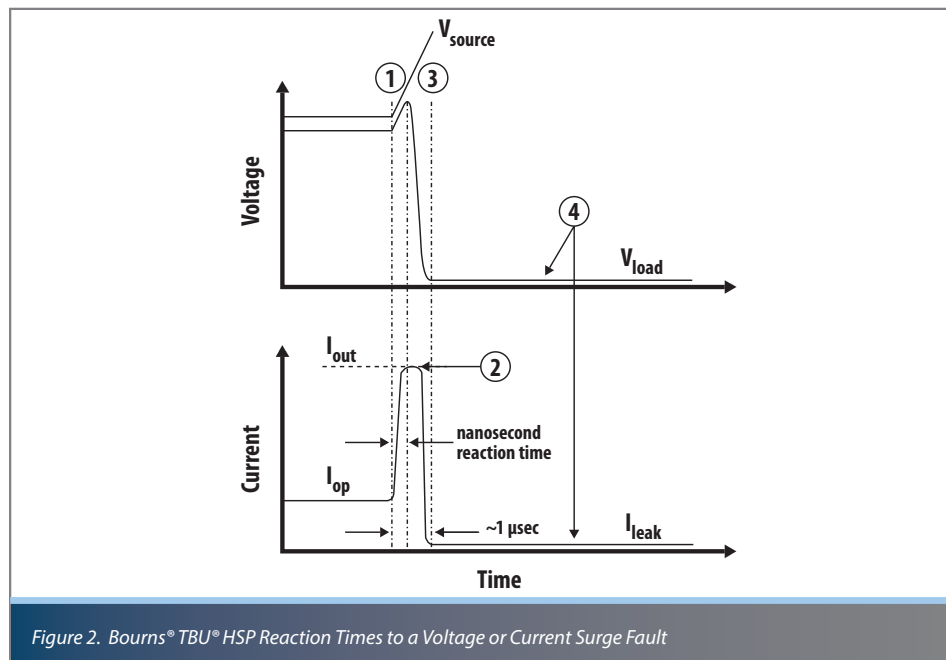 Vsource
1
3
Voltage
4
Vload
Iout
2
nanosecond
reaction time
Current
Iop
~1 µsec
Ileak
Time
Figure 2. Bourns® TBU® HSP Reaction Times to a Voltage or Current Surge Fault